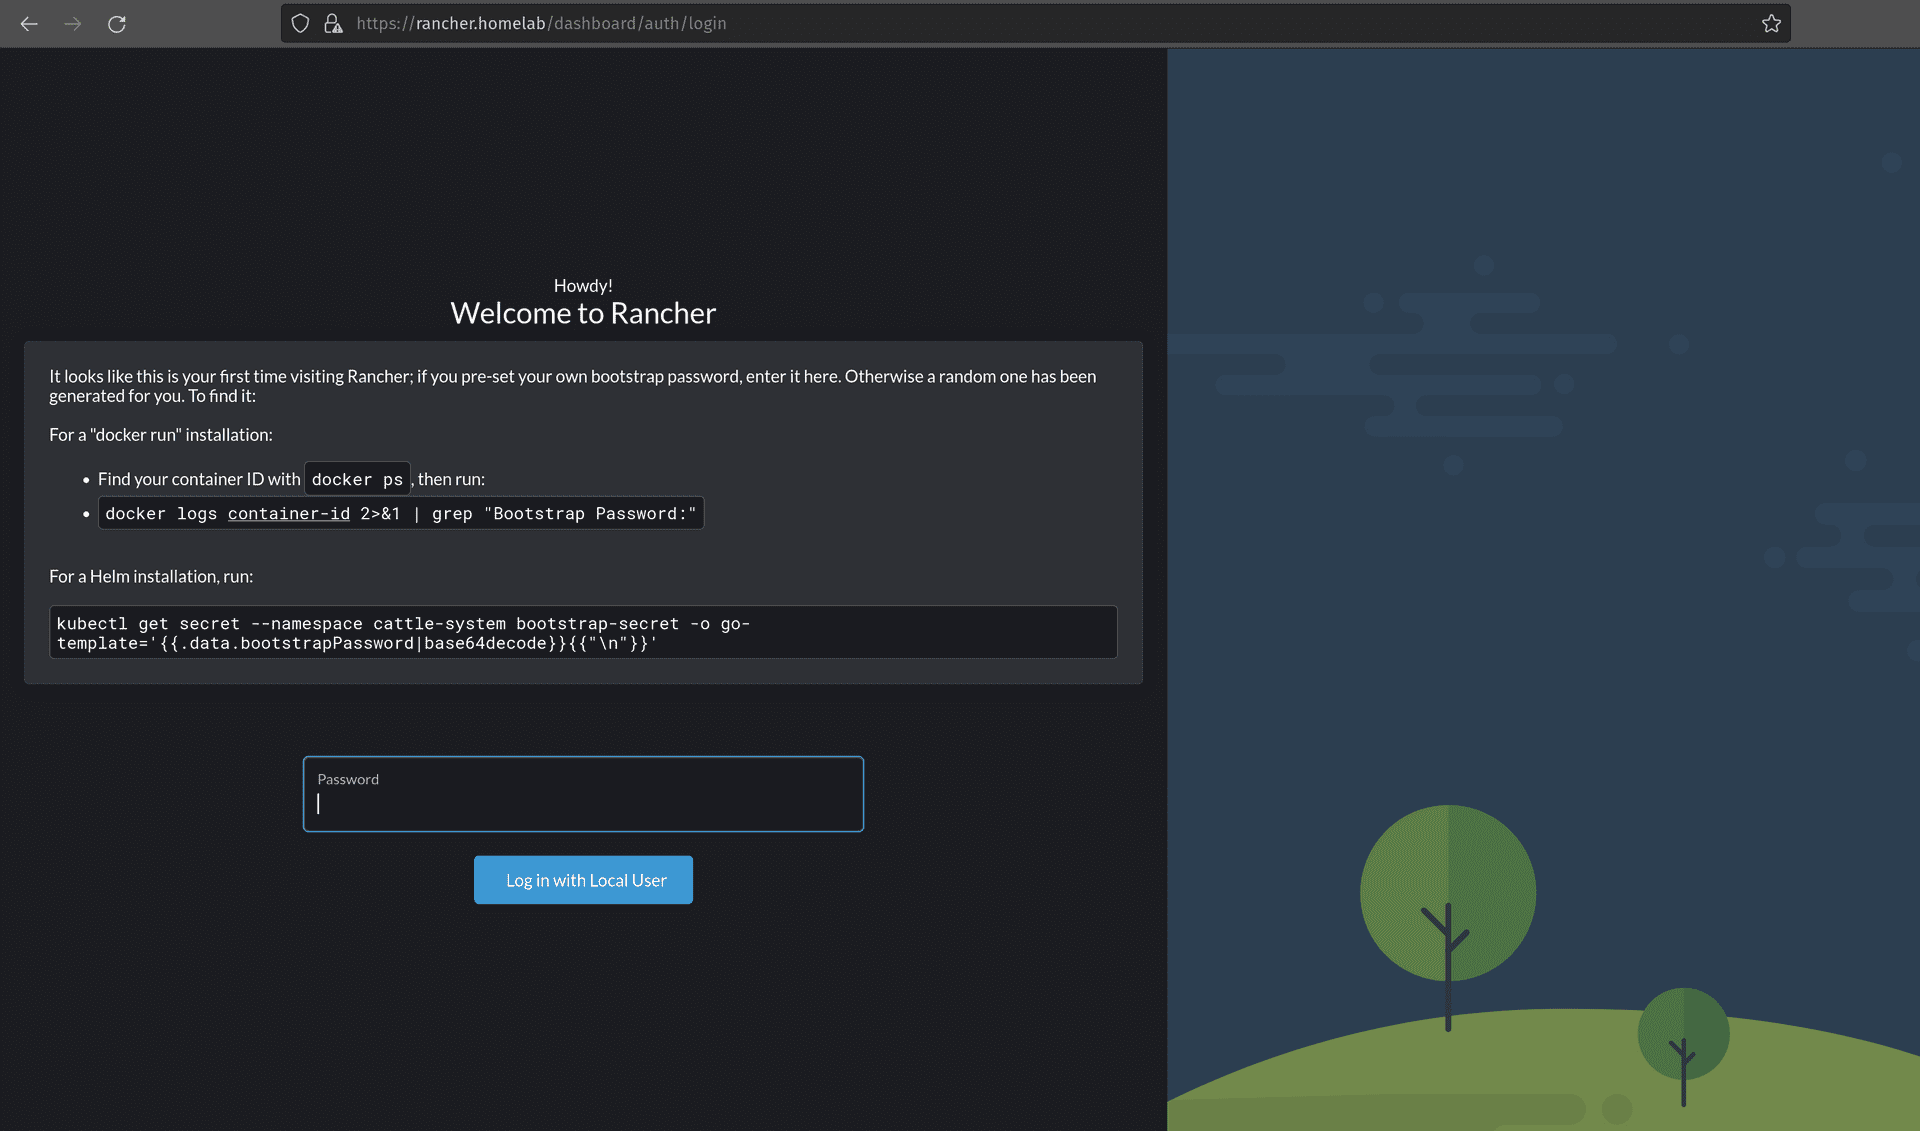 https://rancher.homelab/dashboard/auth/login
Howdy!
Welcome to Rancher
It looks like this is your first time visiting Rancher; if you pre-set your own bootstrap password, enter it here. Otherwise a random one has been
generated for you. To find it:
For a "docker run" installation:
Find your container ID with docker ps, then run:
docker logs container-id 2>&1 | grep "Bootstrap Password:"
For a Helm installation, run:
kubectl get secret --namespace cattle-system bootstrap-secret -o go-
template='{{.data.bootstrapPassword|base64decode}}{{"\n"}}'
Password
Log in with Local User